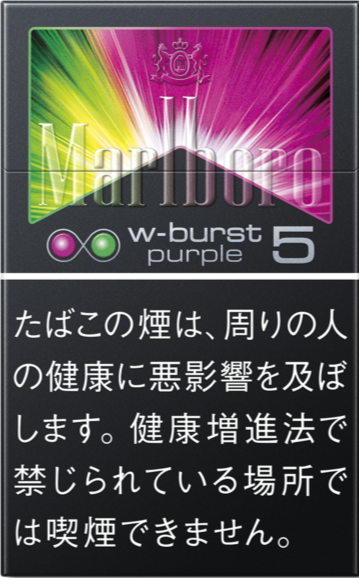 Marlboro
w-burst 5
purple
たばこの煙は、周りの人
の健康に悪影響を及ぼ
します。健康増進法で
禁じられている場所で
は喫煙できません。